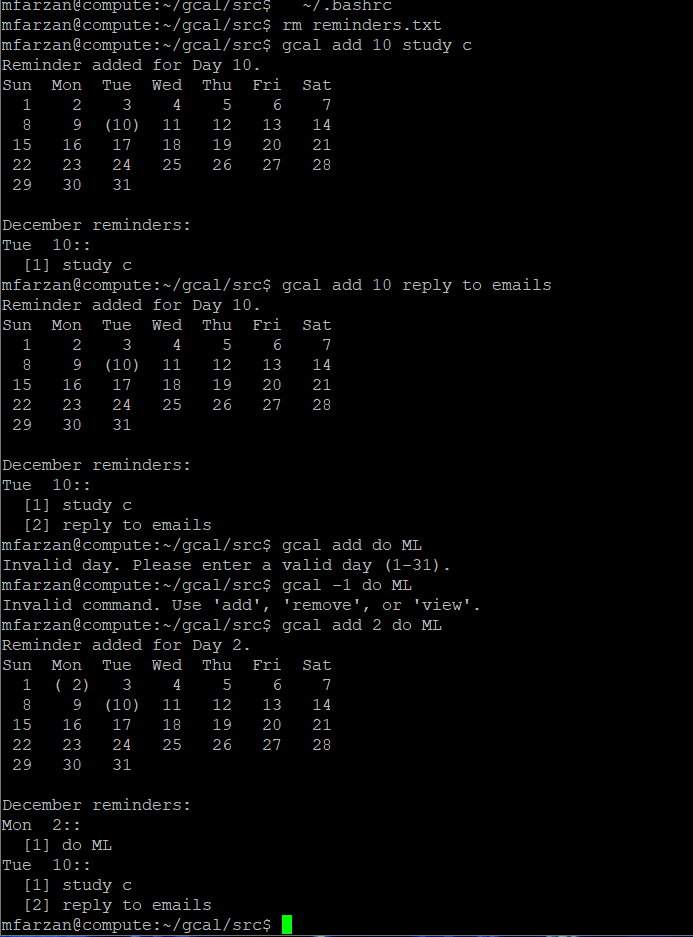 mfarzan@compute:~/gcal/src$   ~/.bashrc
mfarzan@compute:~/gcal/src$ rm reminders.txt
mfarzan@compute:~/gcal/src$ gcal add 10 study c
Reminder added for Day 10.
Sun  Mon  Tue  Wed  Thu  Fri  Sat
  1    2    3    4    5    6    7
  8    9  (10)  11   12   13   14
 15   16   17   18   19   20   21
 22   23   24   25   26   27   28
 29   30   31

December reminders:
Tue  10::
  [1] study c
mfarzan@compute:~/gcal/src$ gcal add 10 reply to emails
Reminder added for Day 10.
Sun  Mon  Tue  Wed  Thu  Fri  Sat
  1    2    3    4    5    6    7
  8    9  (10)  11   12   13   14
 15   16   17   18   19   20   21
 22   23   24   25   26   27   28
 29   30   31

December reminders:
Tue  10::
  [1] study c
  [2] reply to emails
mfarzan@compute:~/gcal/src$ gcal add do ML
Invalid day. Please enter a valid day (1-31).
mfarzan@compute:~/gcal/src$ gcal -1 do ML
Invalid command. Use 'add', 'remove', or 'view'.
mfarzan@compute:~/gcal/src$ gcal add 2 do ML
Reminder added for Day 2.
Sun  Mon  Tue  Wed  Thu  Fri  Sat
  1  ( 2)   3    4    5    6    7
  8    9  (10)  11   12   13   14
 15   16   17   18   19   20   21
 22   23   24   25   26   27   28
 29   30   31

December reminders:
Mon  2::
  [1] do ML
Tue  10::
  [1] study c
  [2] reply to emails
mfarzan@compute:~/gcal/src$